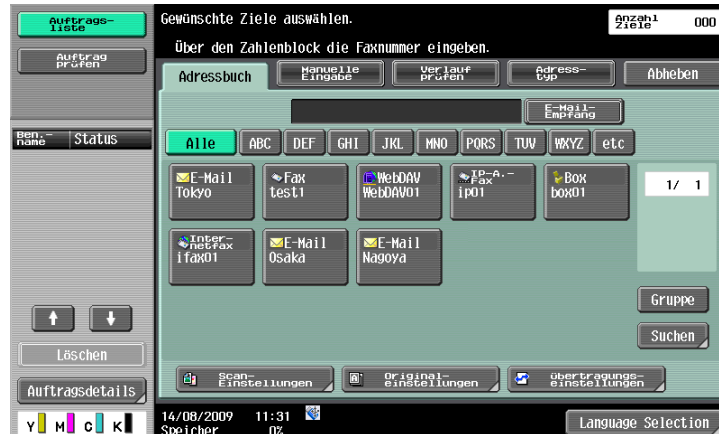 Auftrags-
liste
Auftrag
prüfen
Ben.-
name
Status
Löschen
Auftragsdetails
Y M C K
Gewünschte Ziele auswählen.
Über den Zahlenblock die Faxnummer eingeben.
Anzahl
Ziele
000
Adressbuch
Manuelle
Eingabe
Verlauf
prüfen
Adress-
typ
Abheben
E-Mail-
Empfang
Alle ABC DEF GHI JKL MNO PQRS TUV WXYZ etc
E-Mail
Tokyo
Fax
test1
WebDAV
WebDAV01
IP-A.-
Fax
ip01
Box
box01
Inter-
netfax
ifax01
E-Mail
Osaka
E-Mail
Nagoya
1/ 1
Gruppe
Suchen
Scan-
Einstellungen
Original-
einstellungen
Übertragungs-
einstellungen
14/08/2009 11:31
Speicher 0%
Language Selection